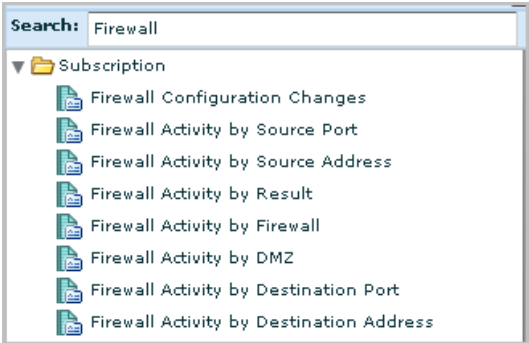 Search: Firewall
Subscription
Firewall Configuration Changes
Firewall Activity by Source Port
Firewall Activity by Source Address
Firewall Activity by Result
Firewall Activity by Firewall
Firewall Activity by DMZ
Firewall Activity by Destination Port
Firewall Activity by Destination Address